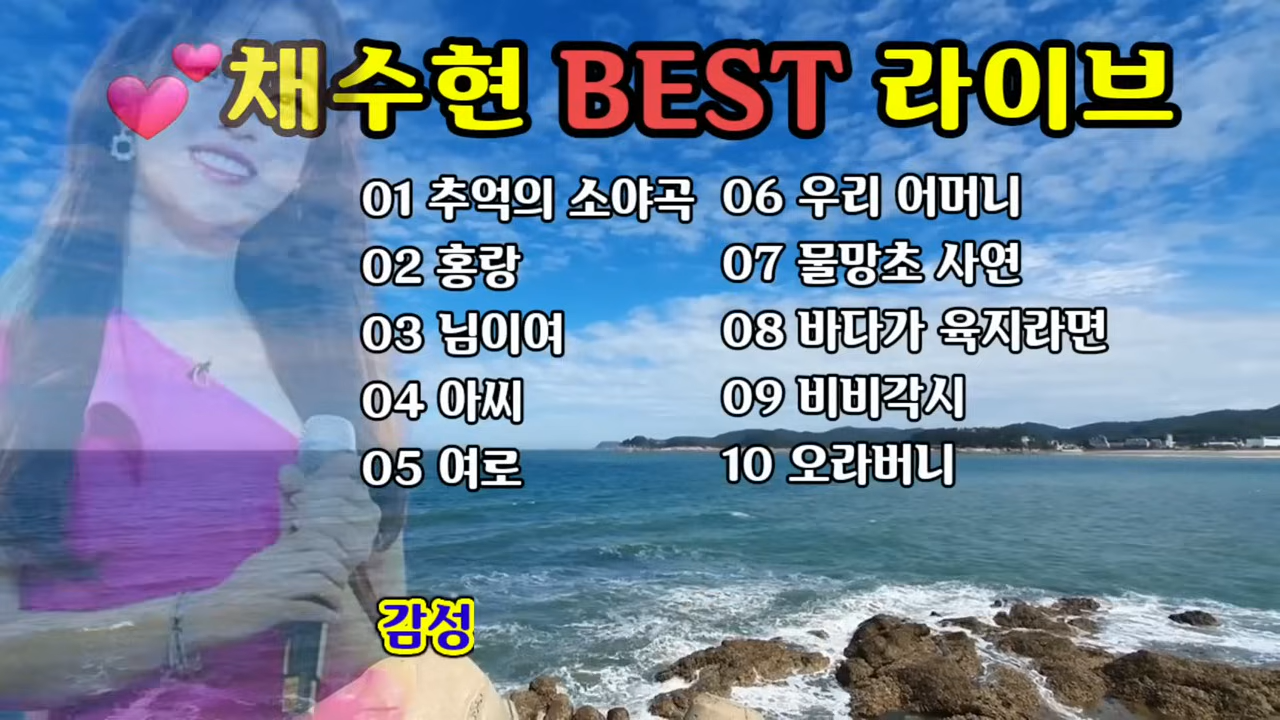 채수현 BEST 라이브
01 추억의 소야곡
02 홍랑
03 님이여
04 아씨
05 여로
06 우리 어머니
07 물망초 사연
08 바다가 육지라면
09 비비각시
10 오라버니
감성